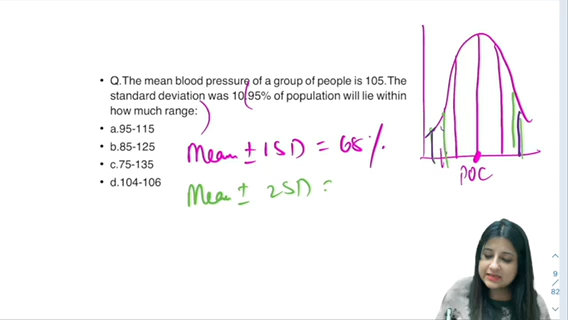 • Q.The mean blood pressure of a group of people is 105.The
standard deviation was 10(95% of population will lie within
how much range:)
• a.95-115
• b.85-125
• c.75-135
• d.104-106
Mean ± 1SD = 68%
Mean ± 2SD =
POC
9
/
82